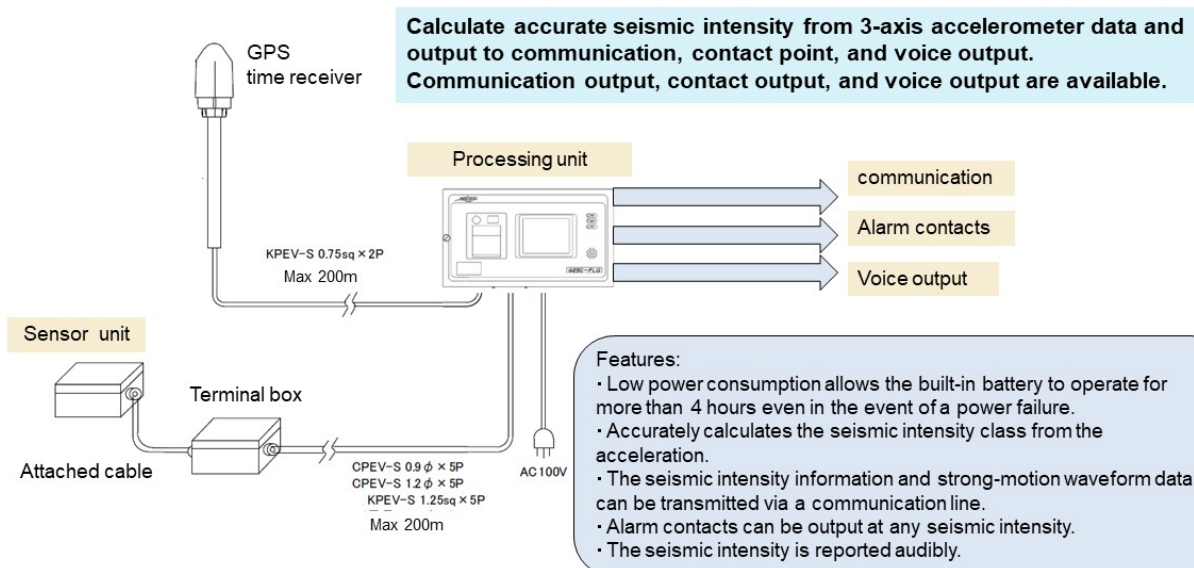 Calculate accurate seismic intensity from 3-axis accelerometer data and
output to communication, contact point, and voice output.
Communication output, contact output, and voice output are available.
GPS
time receiver
Processing unit
communication
Alarm contacts
Voice output
KPEV-S 0.75sq×2P
Max 200m
Sensor unit
Terminal box
Attached cable
CPEV-S 0.9φ×5P
CPEV-S 1.2φ×5P
KPEV-S 1.25sq×5P
Max 200m
AC100V
Features:
・Low power consumption allows the built-in battery to operate for
more than 4 hours even in the event of a power failure.
・Accurately calculates the seismic intensity class from the
acceleration.
・The seismic intensity information and strong-motion waveform data
can be transmitted via a communication line.
・Alarm contacts can be output at any seismic intensity.
・The seismic intensity is reported audibly.